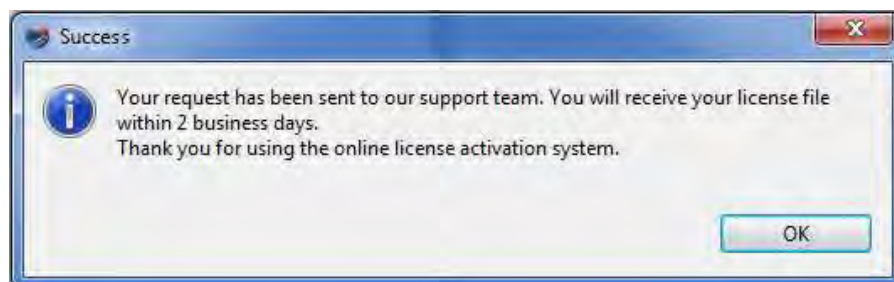 Success
Your request has been sent to our support team. You will receive your license file
within 2 business days.
Thank you for using the online license activation system.
OK